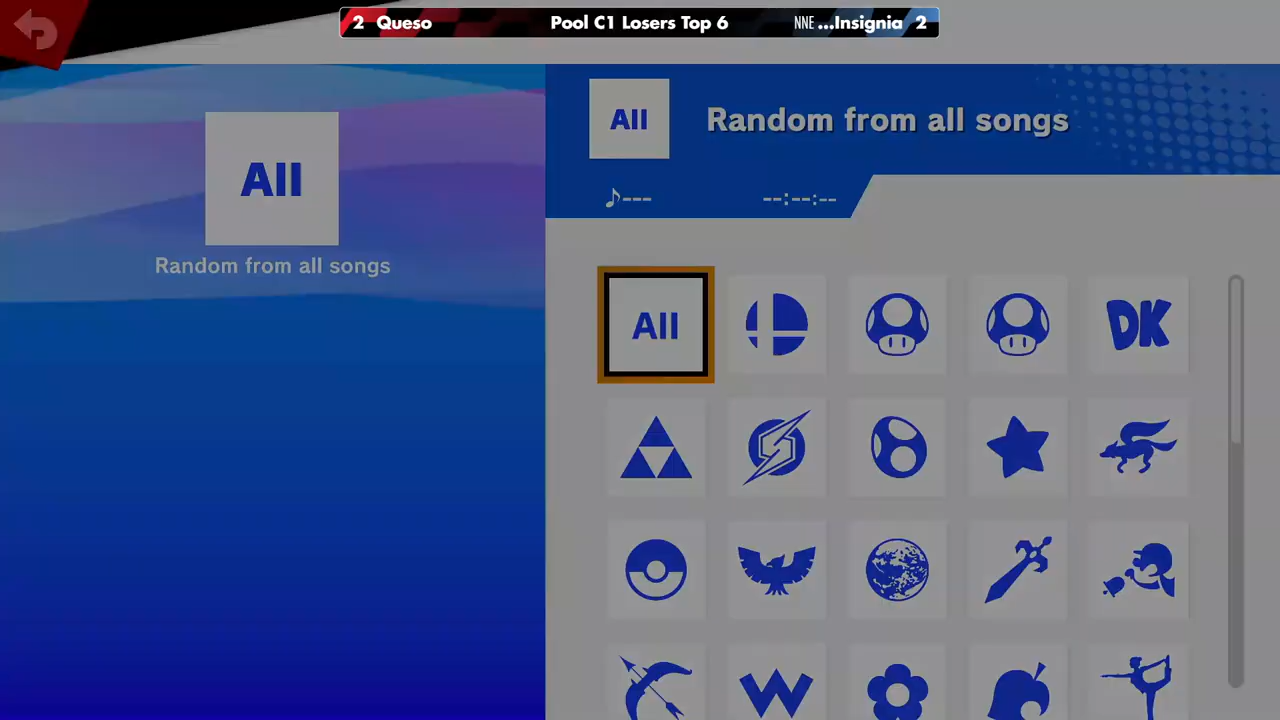 2 Queso Pool C1 Losers Top 6 NNE ...Insignia 2
All
Random from all songs
All
Random from all songs
♪--- --:--:--
All
DK
W